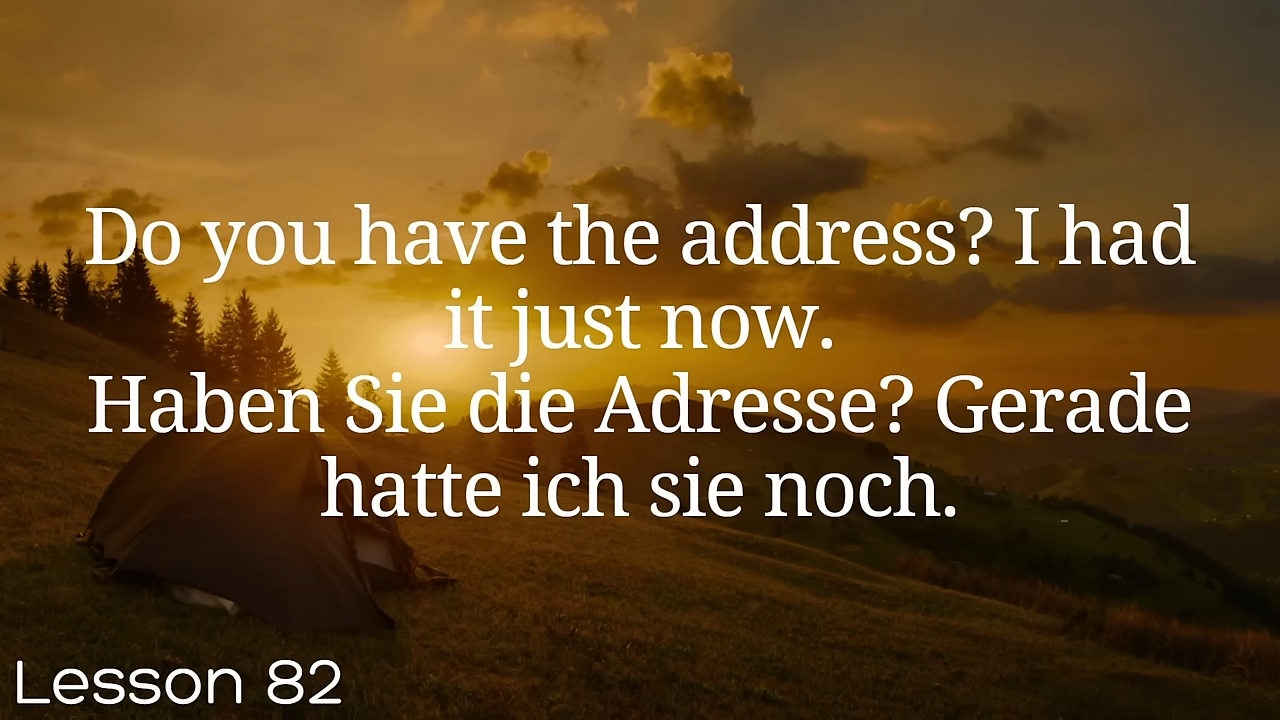 Do you have the address? I had
it just now.
Haben Sie die Adresse? Gerade
hatte ich sie noch.
Lesson 82